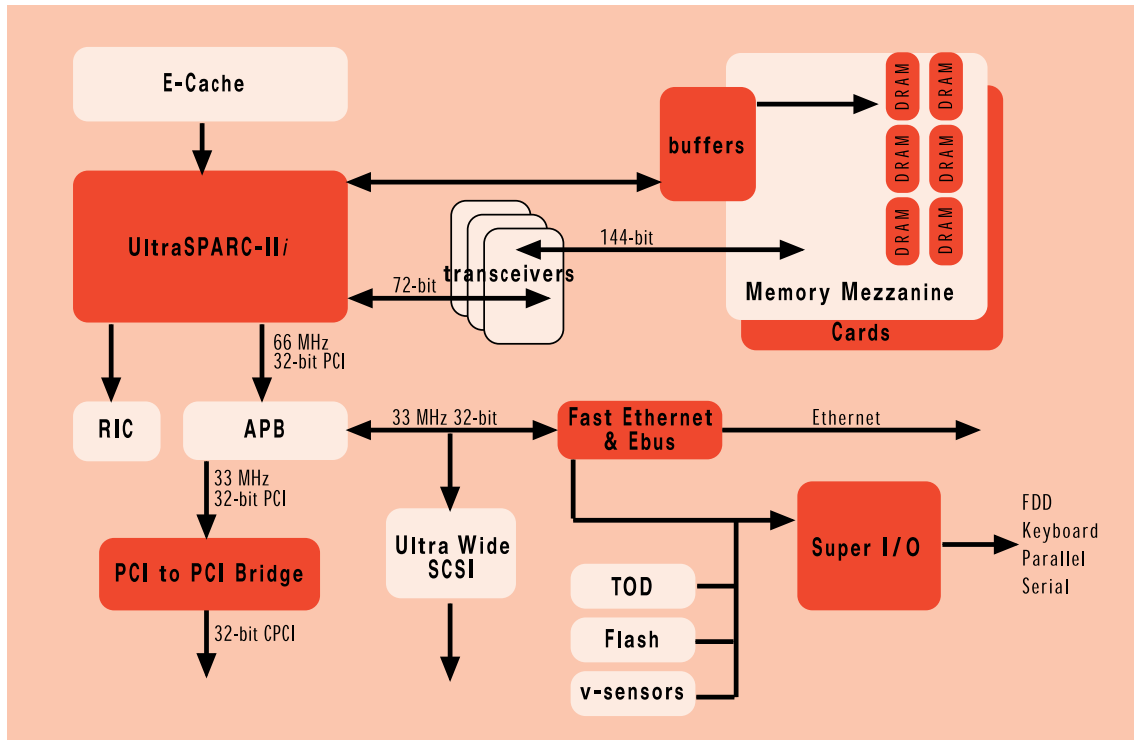 E-Cache
buffers
DRAM
DRAM
DRAM
DRAM
DRAM
DRAM
UltraSPARC-IIi
144-bit
transceivers
72-bit
Memory Mezzanine
Cards
66 MHz
32-bit PCI
RIC
APB
33 MHz 32-bit
Fast Ethernet
& Ebus
Ethernet
33 MHz
32-bit PCI
Ultra Wide
SCSI
Super I/O
FDD
Keyboard
Parallel
Serial
PCI to PCI Bridge
TOD
Flash
v-sensors
32-bit CPCI